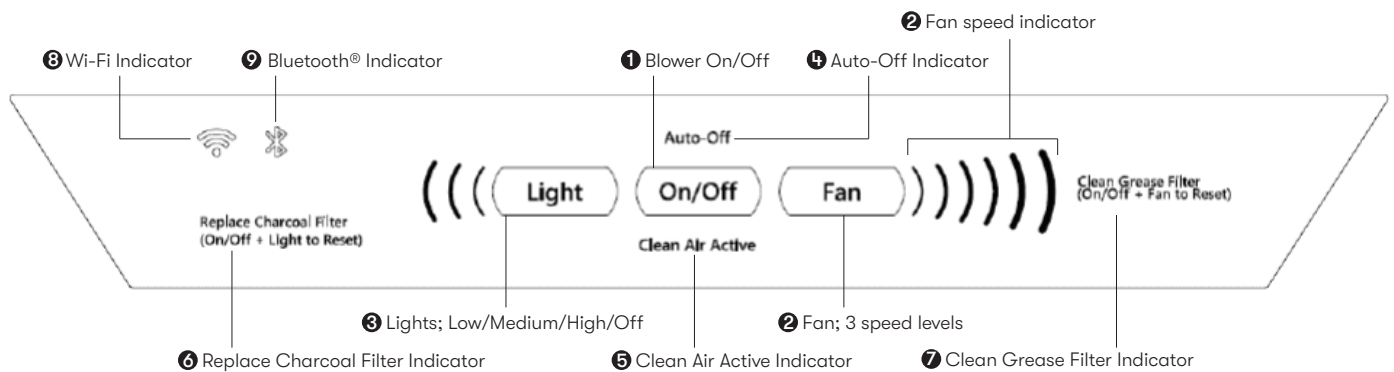 ❷ Fan speed indicator
❽ Wi-Fi Indicator
❾ Bluetooth® Indicator
❶ Blower On/Off
❹ Auto-Off Indicator
Auto-Off
Light
On/Off
Fan
Clean Grease Filter
(On/Off + Fan to Reset)
Replace Charcoal Filter
(On/Off + Light to Reset)
Clean Air Active
❸ Lights; Low/Medium/High/Off
❷ Fan; 3 speed levels
❻ Replace Charcoal Filter Indicator
❺ Clean Air Active Indicator
❼ Clean Grease Filter Indicator